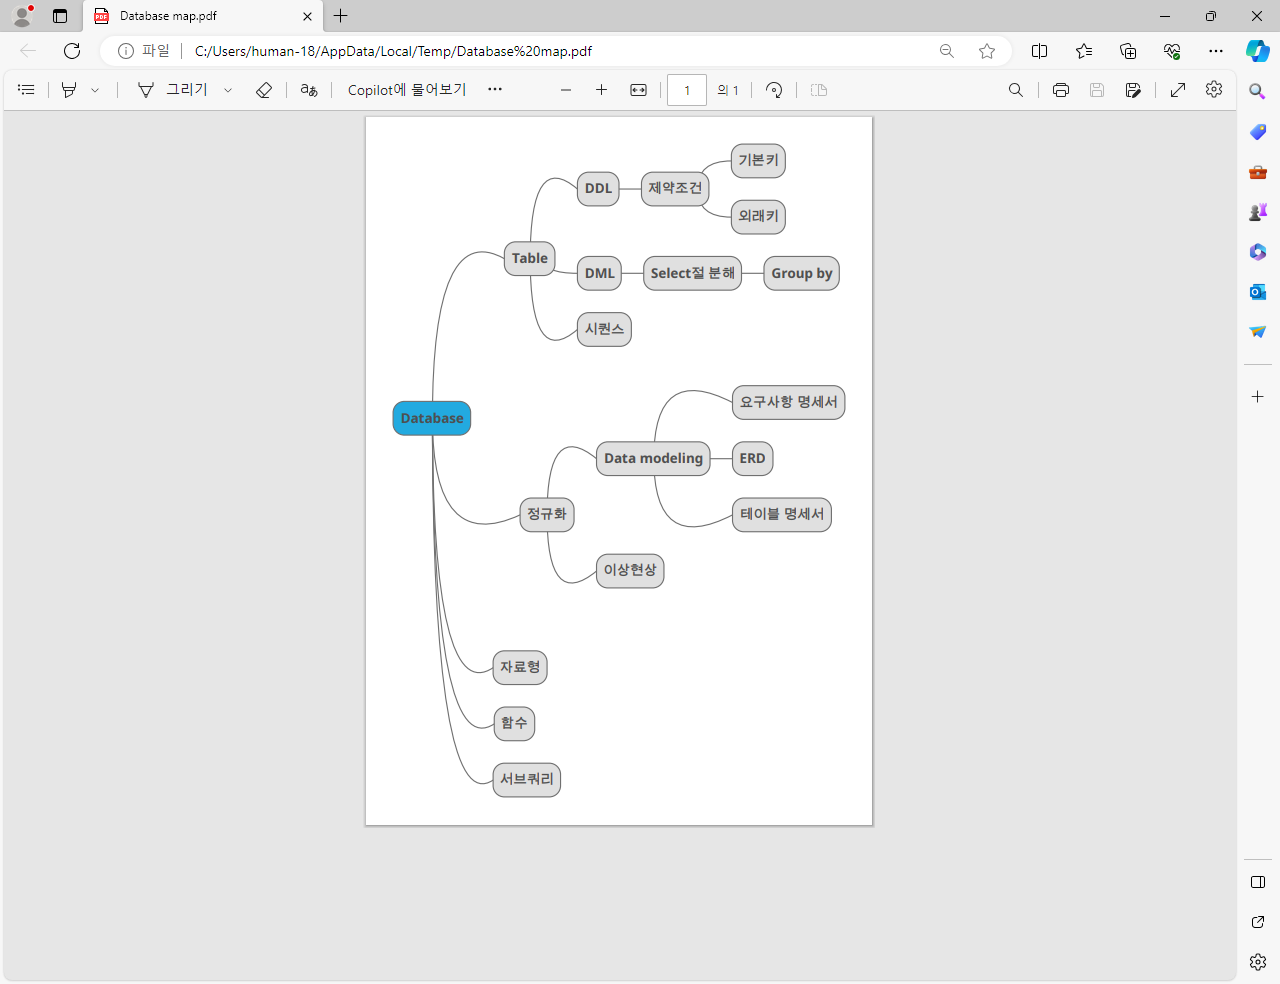 Database map.pdf
파일
C:/Users/human-18/AppData/Local/Temp/Database%20map.pdf
그리기
aあ
Copilot에 물어보기
1
의 1
기본키
DDL
제약조건
외래키
Table
DML
Select절 분해
Group by
시퀀스
요구사항 명세서
Database
Data modeling
ERD
정규화
테이블 명세서
이상현상
자료형
함수
서브쿼리